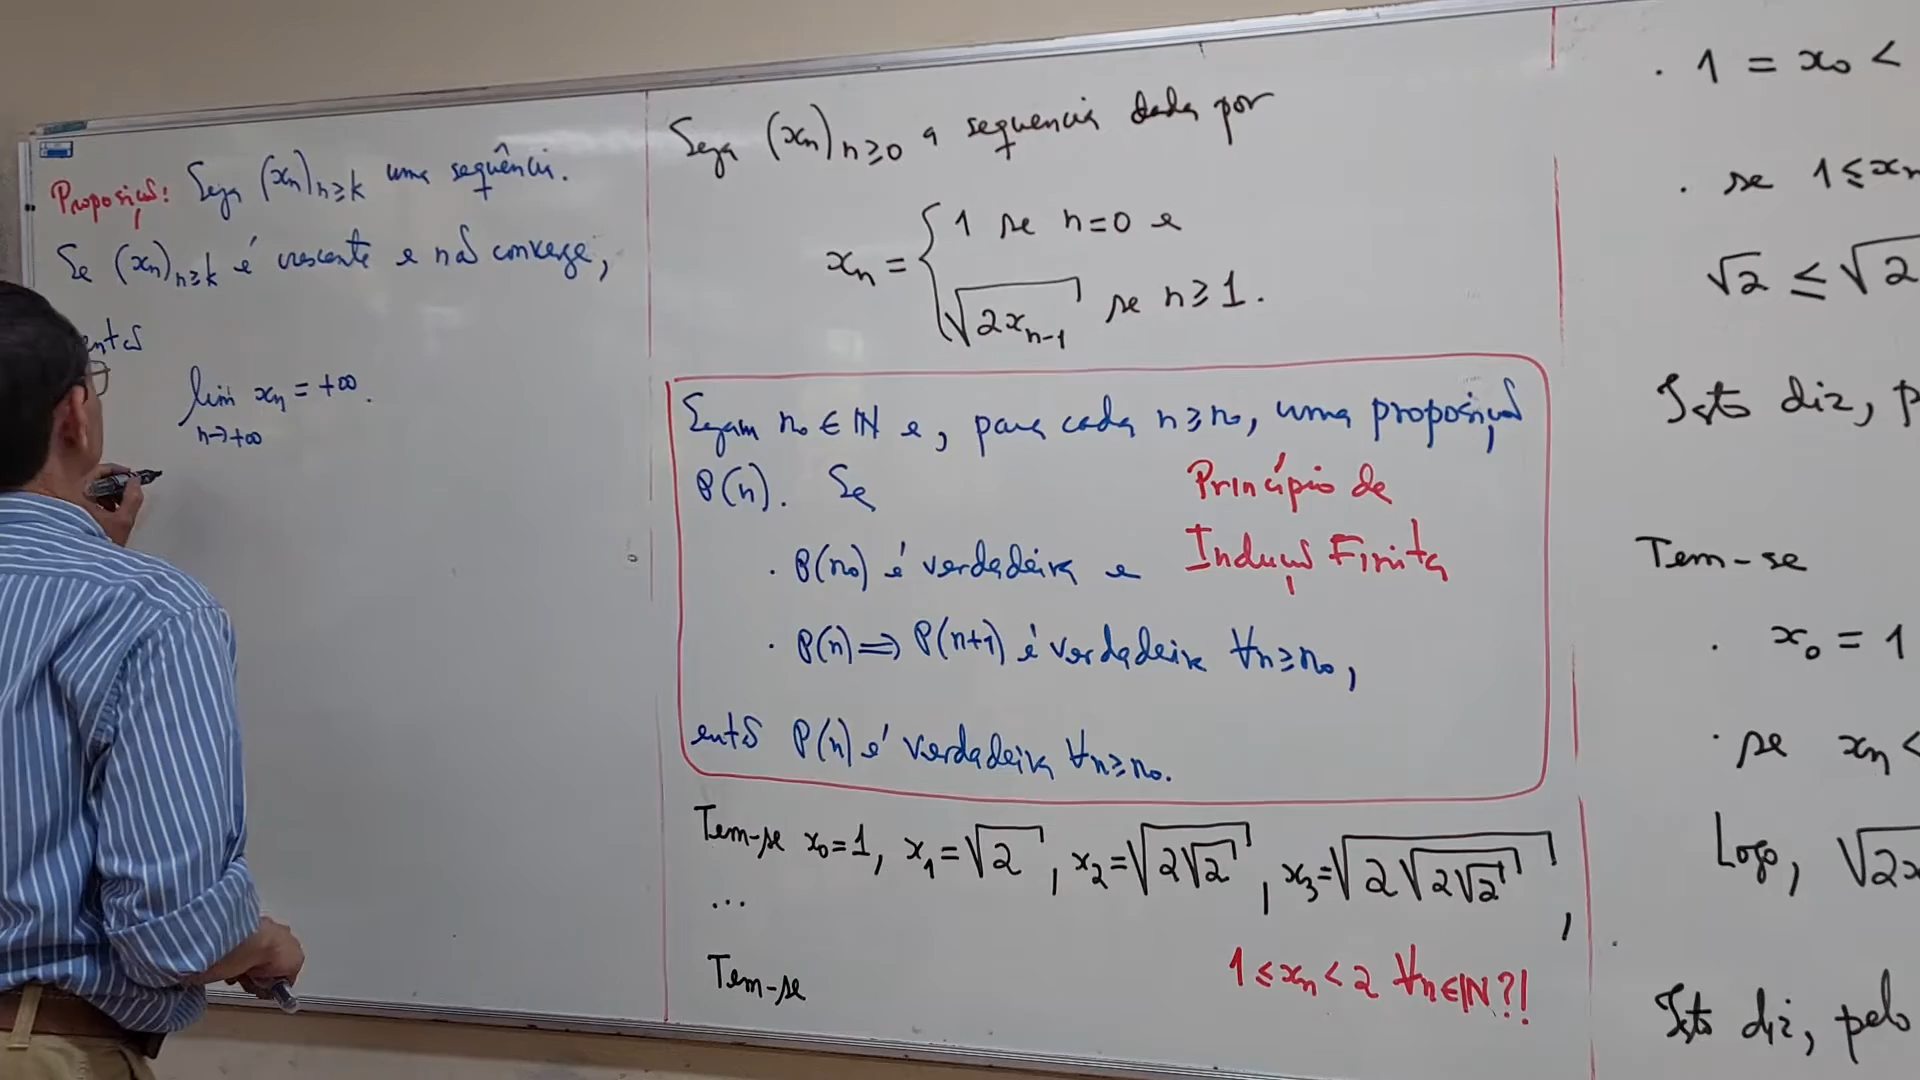 Proposição: Seja (xn)n≥k uma sequência.
Se (xn)n≥k é crescente e não converge,
lim xn = +∞.
n→+∞
Seja (xn)n≥0 a sequencia dada por
xn = { 1 se n=0 e
√2xn-1 se n≥1.
Sejam n0 ∈ IN e, para cada n≥n0, uma proposição
P(n). Se
Princípio de
Indução Finita
· P(n0) é verdadeira e
· P(n) ⟹ P(n+1) é verdadeira ∀n≥n0,
então P(n) é verdadeira ∀n≥n0.
Tem-se x0=1, x1=√2, x2=√(2√2), x3=√(2√(2√2)),
...
Tem-se
1≤xn<2 ∀n∈IN?!
· 1 = x0 <
· se 1≤xn
√2 ≤ √2
Isto diz, p
Tem-se
· x0 = 1
· se xn <
Logo, √2x
Isto diz, pelo